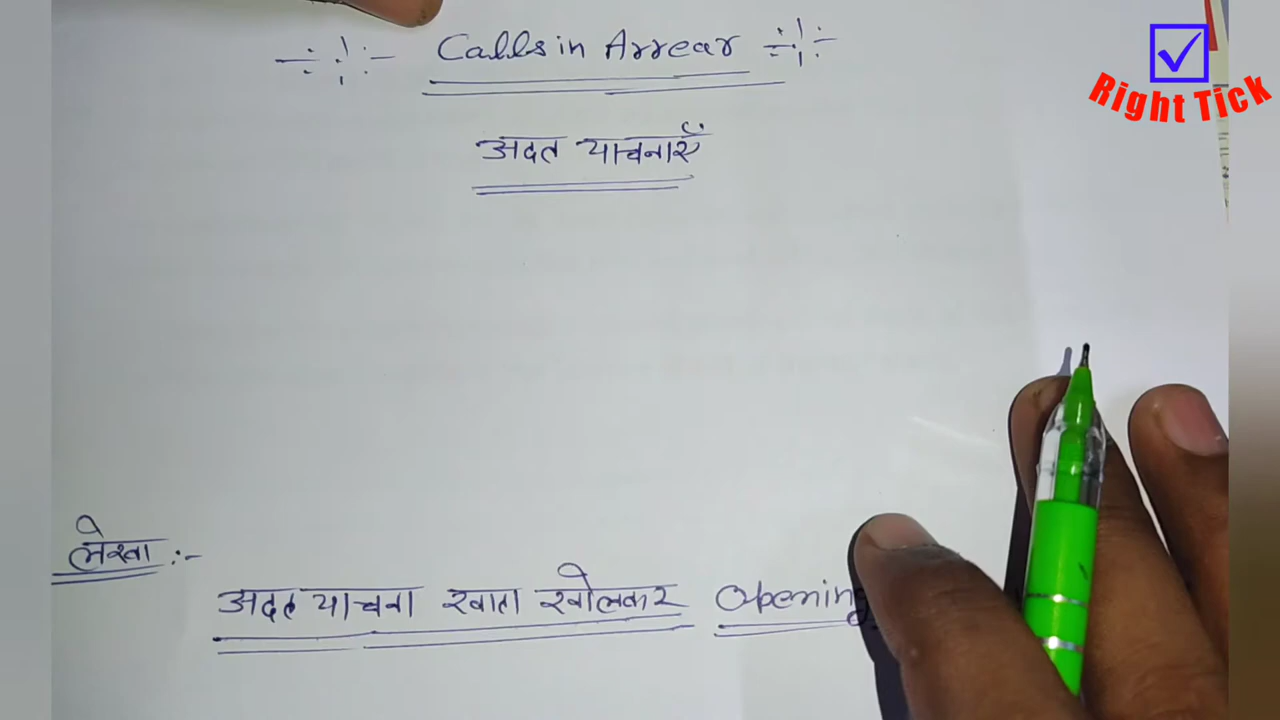 Calls in Arrear
अदत याचनाएँ
लेखा :-
अदत याचना खाता खोलकर Opening
Right Tick